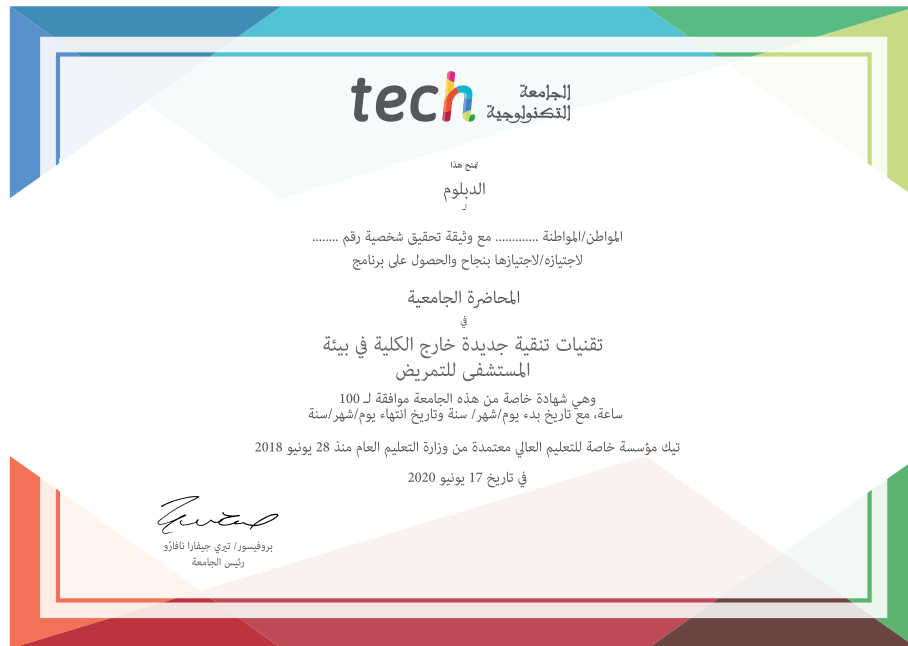 tech الجامعة
التكنولوجية
تمنح هذا
الدبلوم
لـ
المواطن/المواطنة ............. مع وثيقة تحقيق شخصية رقم ........
لاجتيازه/لاجتيازها بنجاح والحصول على برنامج
المحاضرة الجامعية
في
تقنيات تنقية جديدة خارج الكلية في بيئة
المستشفى للتمريض
وهي شهادة خاصة من هذه الجامعة موافقة لـ 100
ساعة، مع تاريخ بدء يوم/شهر/ سنة وتاريخ انتهاء يوم/شهر/سنة
تيك مؤسسة خاصة للتعليم العالي معتمدة من وزارة التعليم العام منذ 28 يونيو 2018
في تاريخ 17 يونيو 2020
بروفيسور/ تيري جيفارا نافارّو
رئيس الجامعة